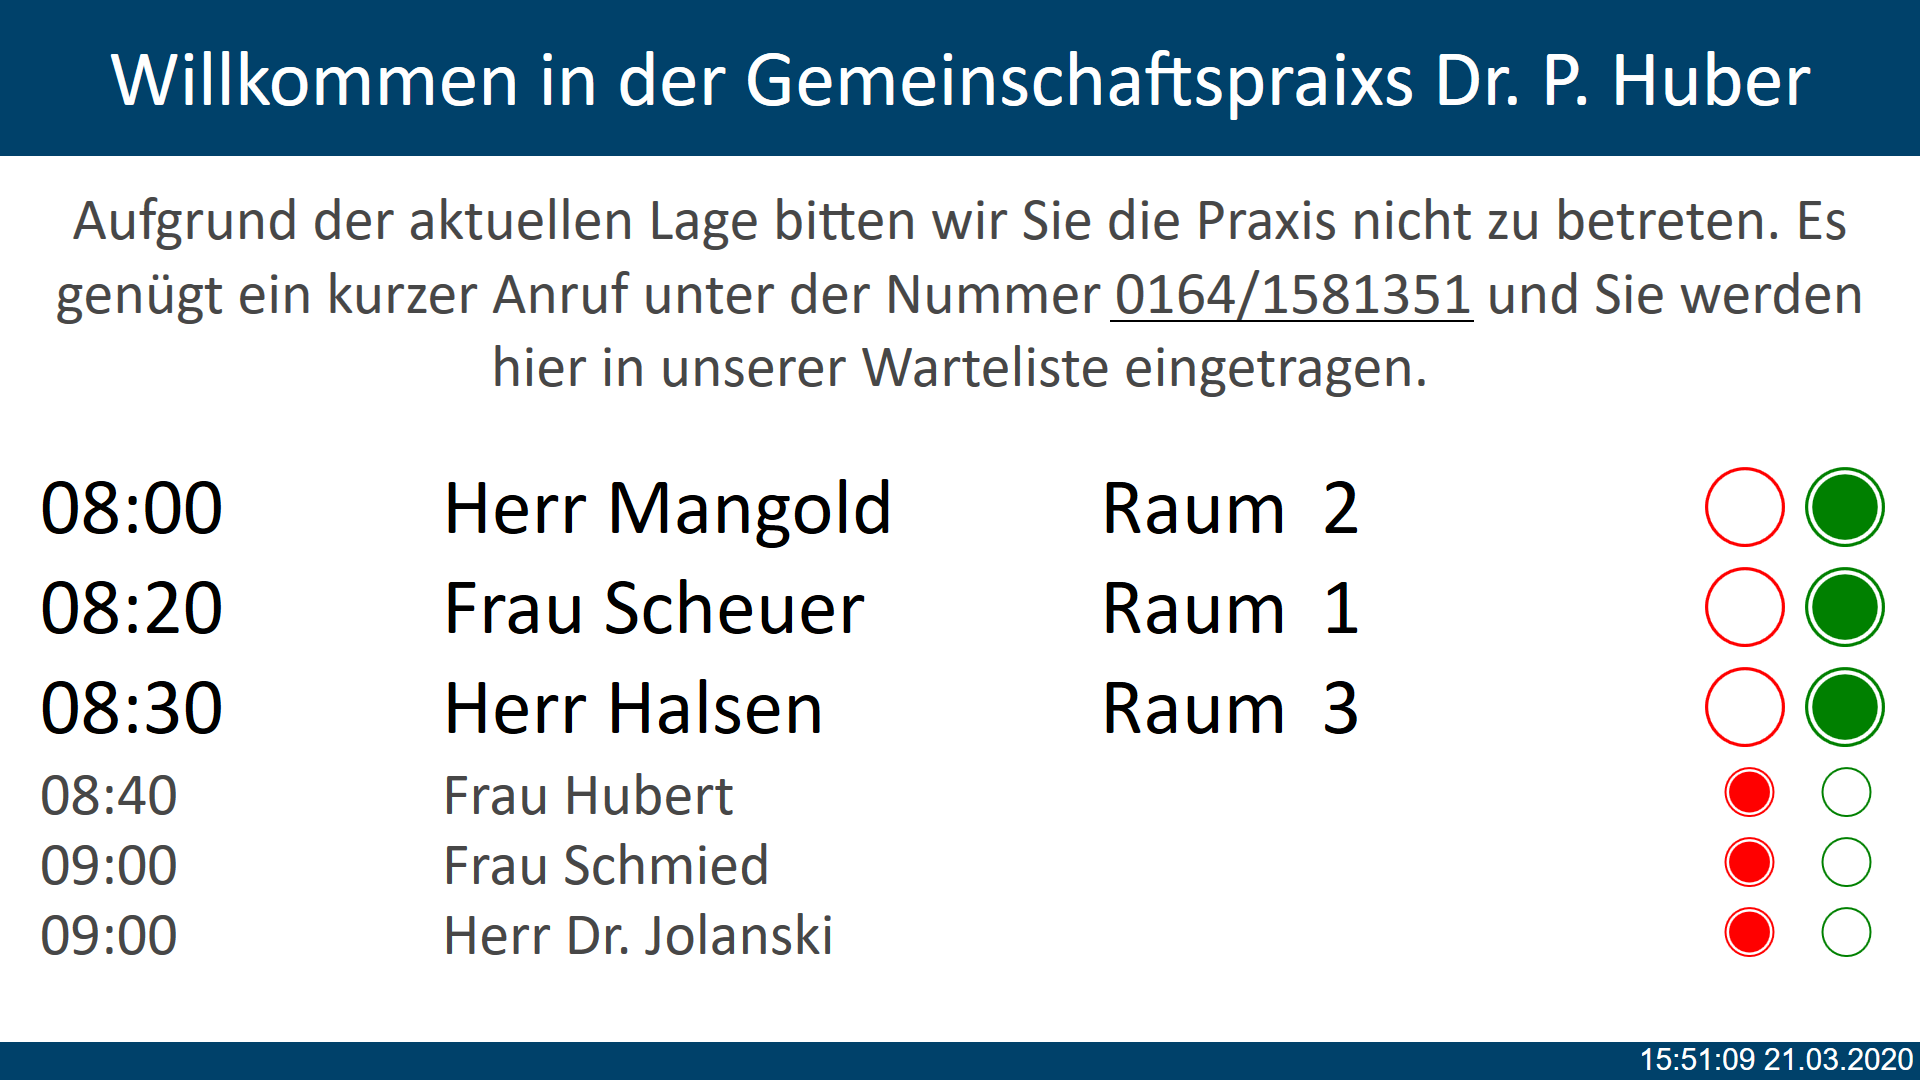 Willkommen in der Gemeinschaftspraixs Dr. P. Huber
Aufgrund der aktuellen Lage bitten wir Sie die Praxis nicht zu betreten. Es
genügt ein kurzer Anruf unter der Nummer 0164/1581351 und Sie werden
hier in unserer Warteliste eingetragen.
08:00 Herr Mangold Raum 2
08:20 Frau Scheuer Raum 1
08:30 Herr Halsen Raum 3
08:40 Frau Hubert
09:00 Frau Schmied
09:00 Herr Dr. Jolanski
15:51:09 21.03.2020